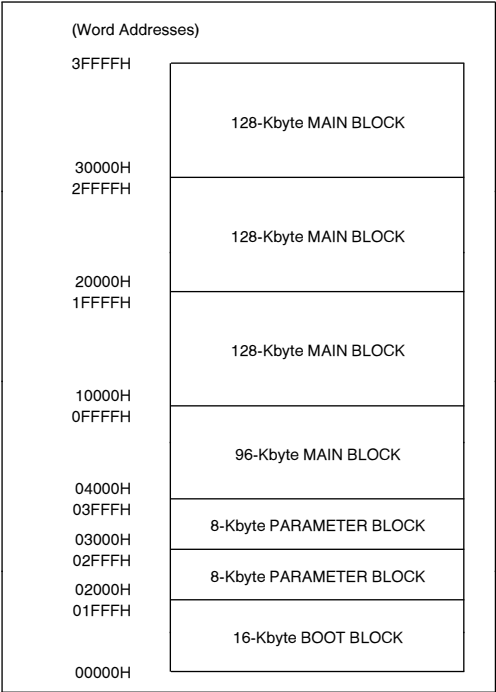 (Word Addresses)
3FFFFH
128-Kbyte MAIN BLOCK
30000H
2FFFFH
128-Kbyte MAIN BLOCK
20000H
1FFFFH
128-Kbyte MAIN BLOCK
10000H
0FFFFH
96-Kbyte MAIN BLOCK
04000H
03FFFH
8-Kbyte PARAMETER BLOCK
03000H
02FFFH
8-Kbyte PARAMETER BLOCK
02000H
01FFFH
16-Kbyte BOOT BLOCK
00000H